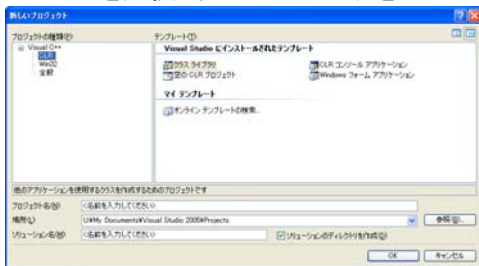 新しいプロジェクト
プロジェクトの種類(P):
テンプレート(T):
Visual C++
CLR
Win32
全般
Visual Studio にインストールされたテンプレート
クラス ライブラリ
CLR コンソール アプリケーション
空の CLR プロジェクト
Windows フォーム アプリケーション
マイ テンプレート
オンライン テンプレートの検索...
他のアプリケーションを使用するクラスを作成するためのプロジェクトです
プロジェクト名(N):
<名前を入力してください>
場所(L):
U:¥My Documents¥Visual Studio 2005¥Projects
参照(B)...
ソリューション名(M):
<名前を入力してください>
ソリューションのディレクトリを作成(D)
OK
キャンセル